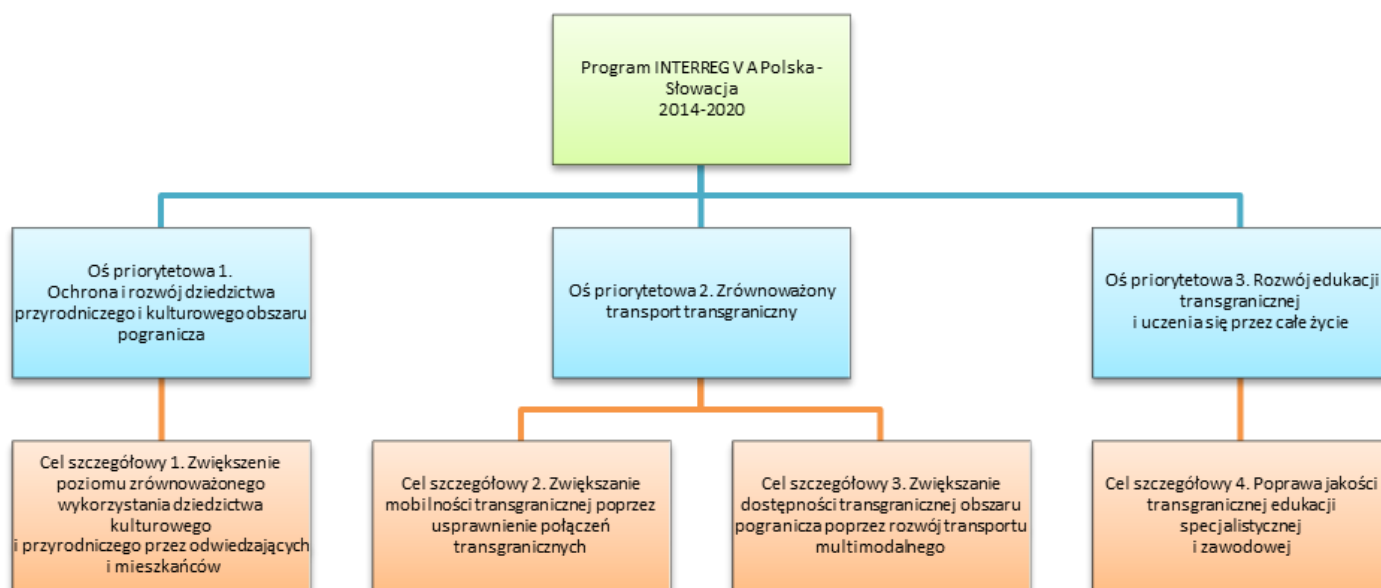 Program INTERREG V A Polska -
Słowacja
2014-2020
Oś priorytetowa 1.
Ochrona i rozwój dziedzictwa
przyrodniczego i kulturowego obszaru
pogranicza
Oś priorytetowa 2. Zrównoważony
transport transgraniczny
Oś priorytetowa 3. Rozwój edukacji
transgranicznej
i uczenia się przez całe życie
Cel szczegółowy 1. Zwiększenie
poziomu zrównoważonego
wykorzystania dziedzictwa
kulturowego
i przyrodniczego przez odwiedzających
i mieszkańców
Cel szczegółowy 2. Zwiększanie
mobilności transgranicznej poprzez
usprawnienie połączeń
transgranicznych
Cel szczegółowy 3. Zwiększanie
dostępności transgranicznej obszaru
pogranicza poprzez rozwój transportu
multimodalnego
Cel szczegółowy 4. Poprawa jakości
transgranicznej edukacji
specjalistycznej
i zawodowej